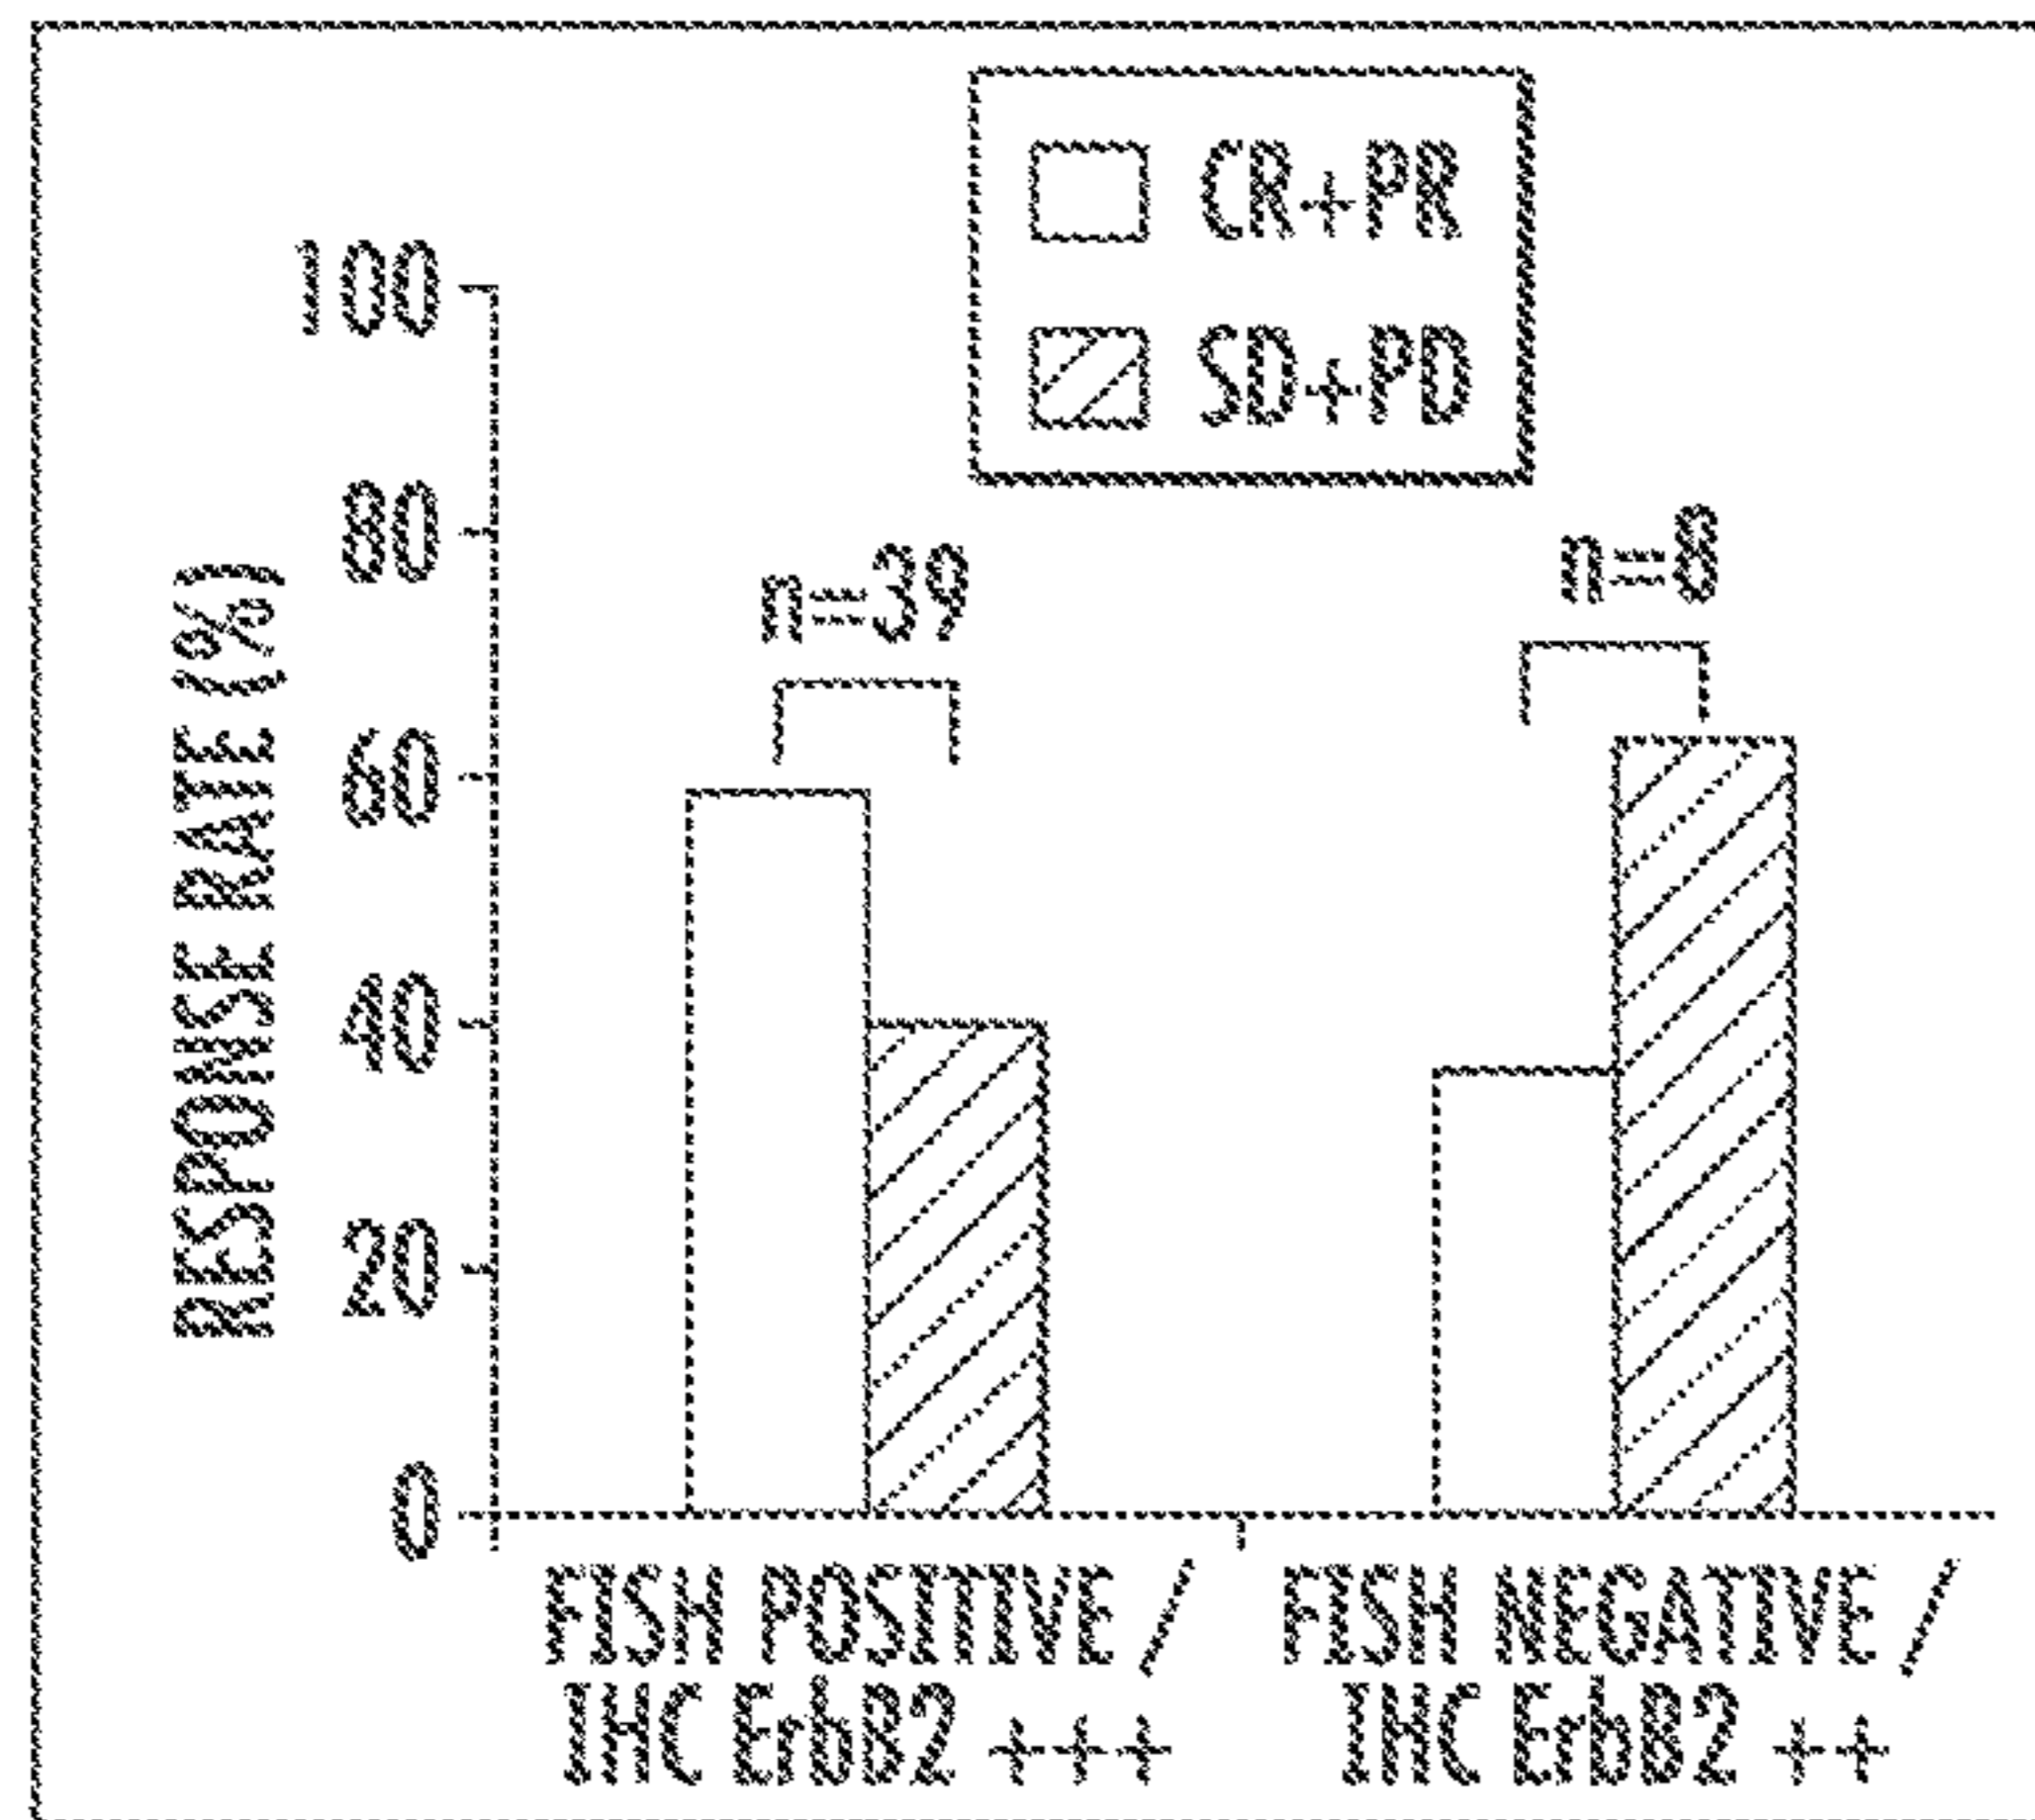 CR+PR
SD+PD
100
80
60
40
20
0
RESPONSE RATE (%)
n=39
n=8
FISH POSITIVE /
IHC ErbB2 +++
FISH NEGATIVE /
IHC ErbB2 ++